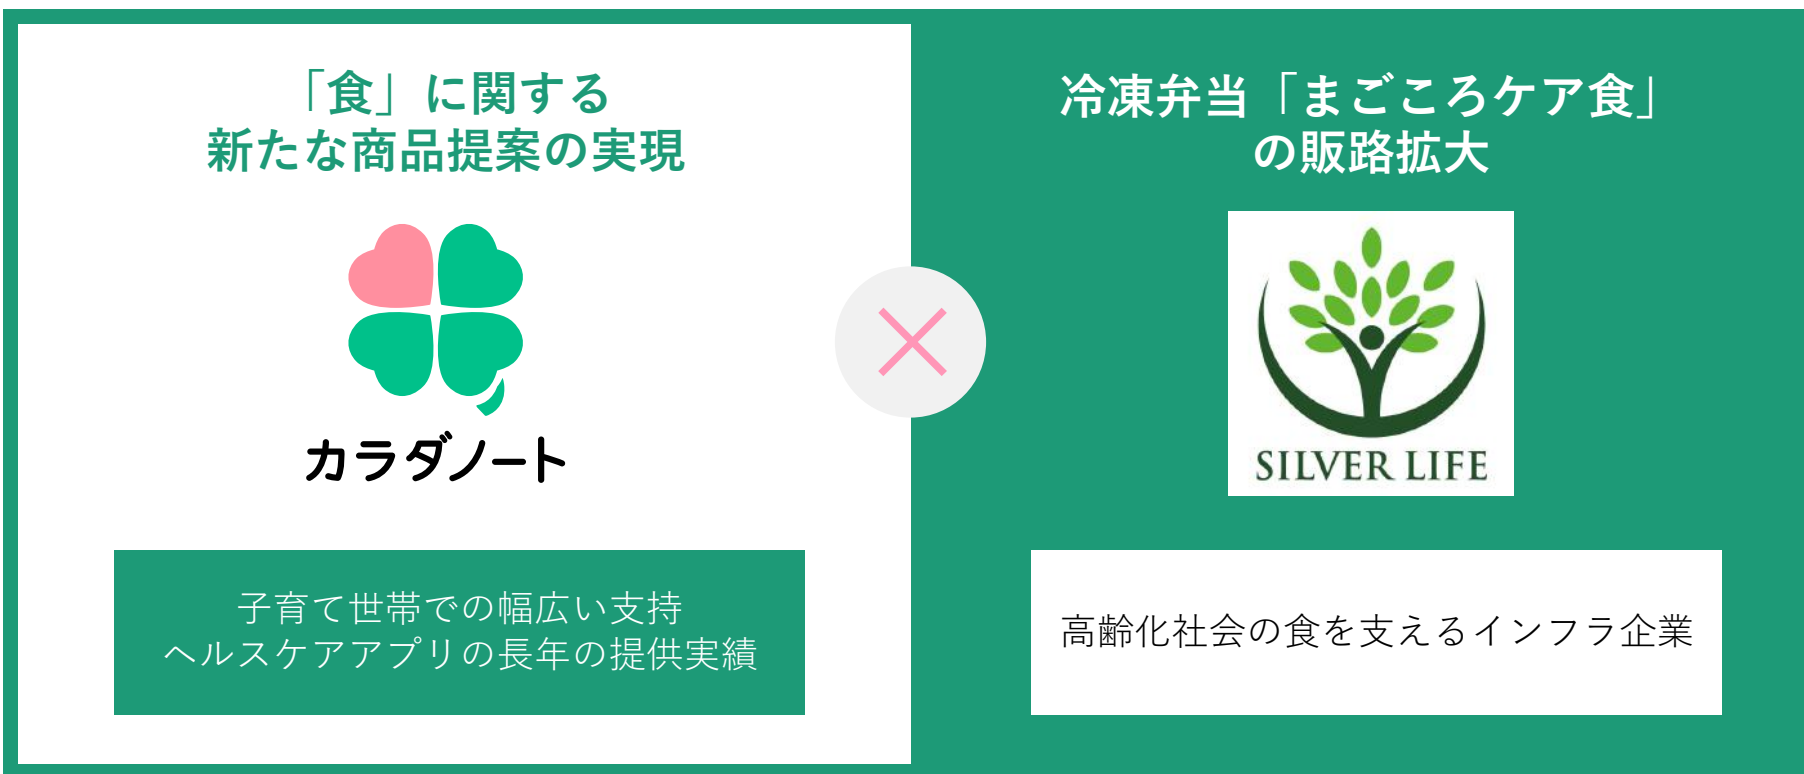 「食」に関する
新たな商品提案の実現
カラダノート
子育て世帯での幅広い支持
ヘルスケアアプリの長年の提供実績
冷凍弁当「まごころケア食」
の販路拡大
SILVER LIFE
高齢化社会の食を支えるインフラ企業